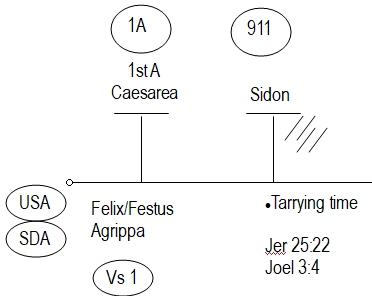 1A
911
1st A
Caesarea
Sidon
USA
SDA
Felix/Festus
Agrippa
•Tarrying time
Jer 25:22
Joel 3:4
Vs 1